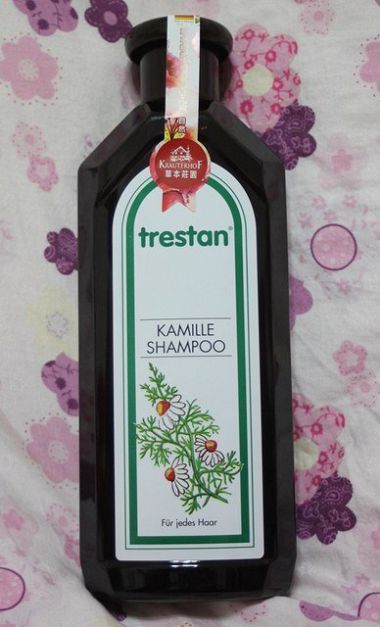 KRÄUTERHOF
草本莊園
trestan®
KAMILLE
SHAMPOO
Für jedes Haar